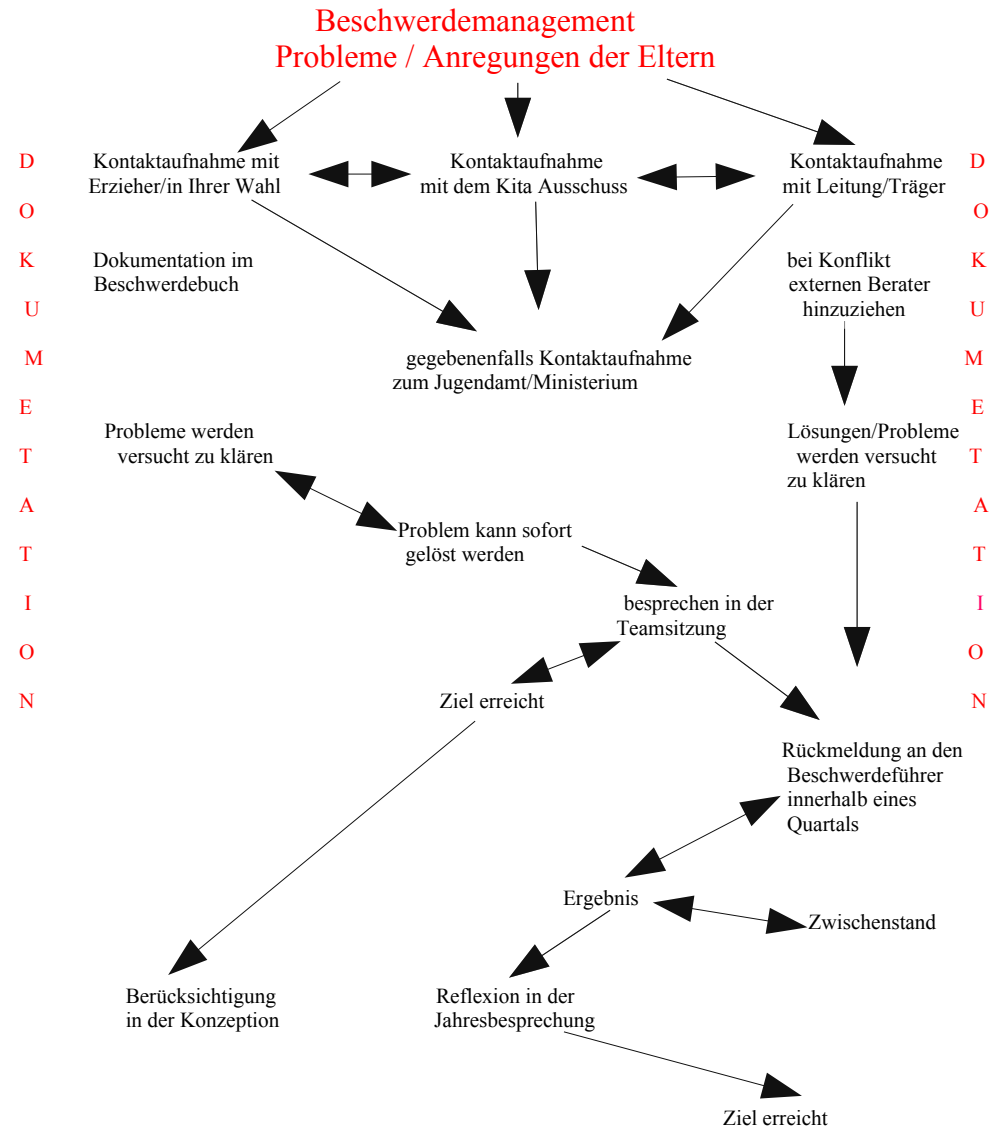 Beschwerdemanagement
Probleme / Anregungen der Eltern
D
O
K
U
M
E
T
A
T
I
O
N
Kontaktaufnahme mit
Erzieher/in Ihrer Wahl
Kontaktaufnahme
mit dem Kita Ausschuss
Kontaktaufnahme
mit Leitung/Träger
Dokumentation im
Beschwerdebuch
bei Konflikt
externen Berater
hinzuziehen
gegebenenfalls Kontaktaufnahme
zum Jugendamt/Ministerium
Probleme werden
versucht zu klären
Lösungen/Probleme
werden versucht
zu klären
Problem kann sofort
gelöst werden
besprechen in der
Teamsitzung
Ziel erreicht
Rückmeldung an den
Beschwerdeführer
innerhalb eines
Quartals
Ergebnis
Zwischenstand
Berücksichtigung
in der Konzeption
Reflexion in der
Jahresbesprechung
Ziel erreicht
D
O
K
U
M
E
T
A
T
I
O
N